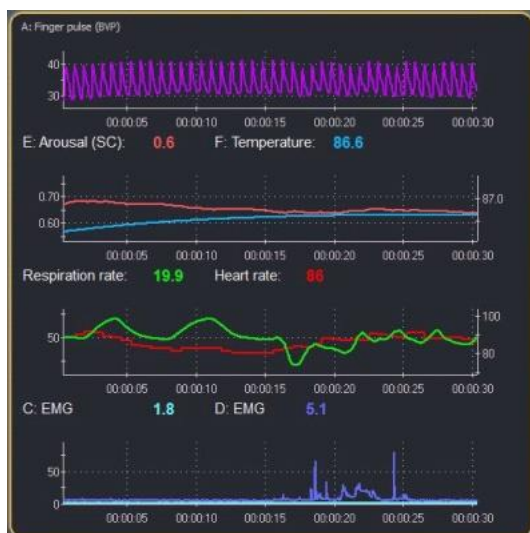 A: Finger pulse (BVP)
40
30
00:00:05 00:00:10 00:00:15 00:00:20 00:00:25 00:00:30
E: Arousal (SC): 0.6 F: Temperature: 86.6
0.70 87.0
0.60
00:00:05 00:00:10 00:00:15 00:00:20 00:00:25 00:00:30
Respiration rate: 19.9 Heart rate: 86
100
50
80
00:00:05 00:00:10 00:00:15 00:00:20 00:00:25 00:00:30
C: EMG 1.8 D: EMG 5.1
50
0
00:00:05 00:00:10 00:00:15 00:00:20 00:00:25 00:00:30